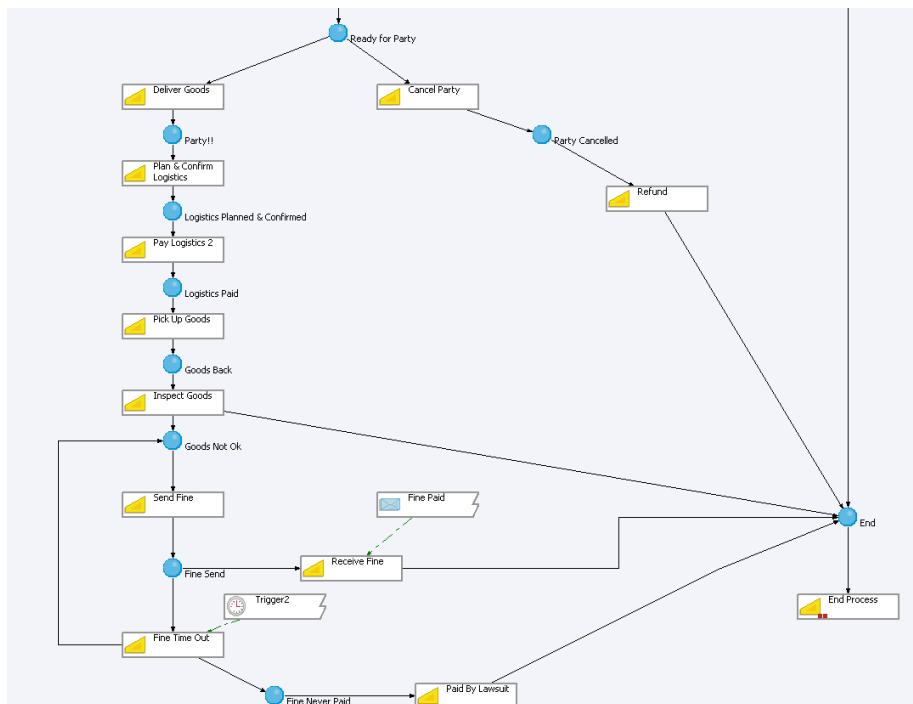 Ready for Party
Deliver Goods
Cancel Party
Party!!
Party Cancelled
Plan & Confirm
Logistics
Refund
Logistics Planned & Confirmed
Pay Logistics 2
Logistics Paid
Pick Up Goods
Goods Back
Inspect Goods
Goods Not Ok
Send Fine
Fine Paid
End
Receive Fine
Fine Send
Trigger2
End Process
Fine Time Out
Paid By Lawsuit
Fine Never Paid